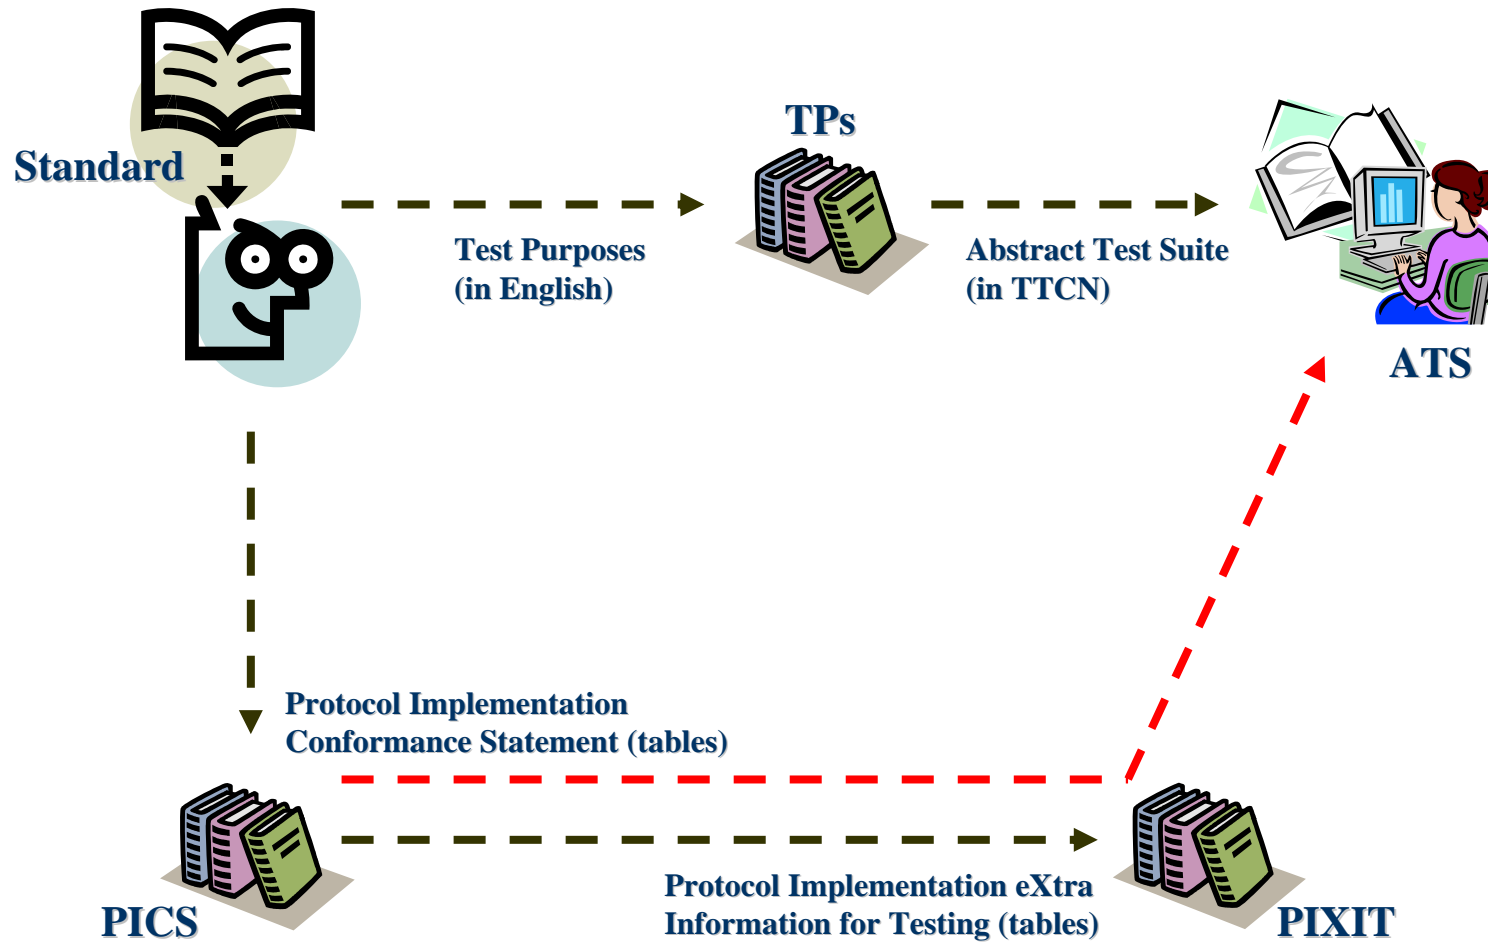 TPs
Standard
Test Purposes
(in English)
Abstract Test Suite
(in TTCN)
ATS
Protocol Implementation
Conformance Statement (tables)
Protocol Implementation eXtra
Information for Testing (tables)
PICS
PIXIT